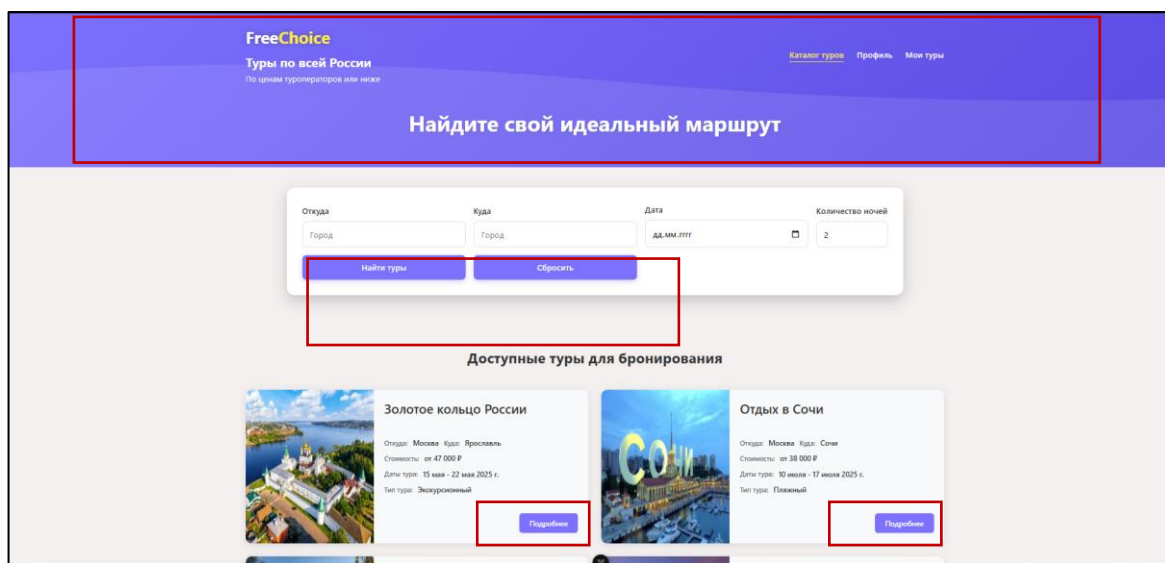 FreeChoice
Туры по всей России
По ценам туроператоров или ниже
Каталог туров Профиль Мои туры
Найдите свой идеальный маршрут
Откуда Куда Дата Количество ночей
Город Город дд.мм.гггг 2
Найти туры Сбросить
Доступные туры для бронирования
Золотое кольцо России
Откуда: Москва Куда: Ярославль
Стоимость: от 47 000 ₽
Даты тура: 15 мая - 22 мая 2025 г.
Тип тура: Экскурсионный
Подробнее
СОЧИ
Отдых в Сочи
Откуда: Москва Куда: Сочи
Стоимость: от 38 000 ₽
Даты тура: 10 июля - 17 июля 2025 г.
Тип тура: Пляжный
Подробнее